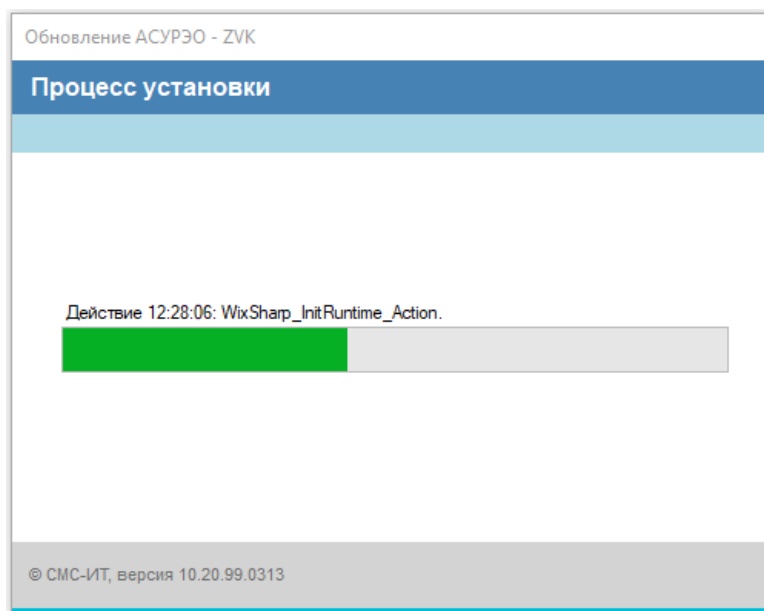 Обновление АСУРЭО - ZVK
Процесс установки
Действие 12:28:06: WixSharp_InitRuntime_Action.
© СМС-ИТ, версия 10.20.99.0313